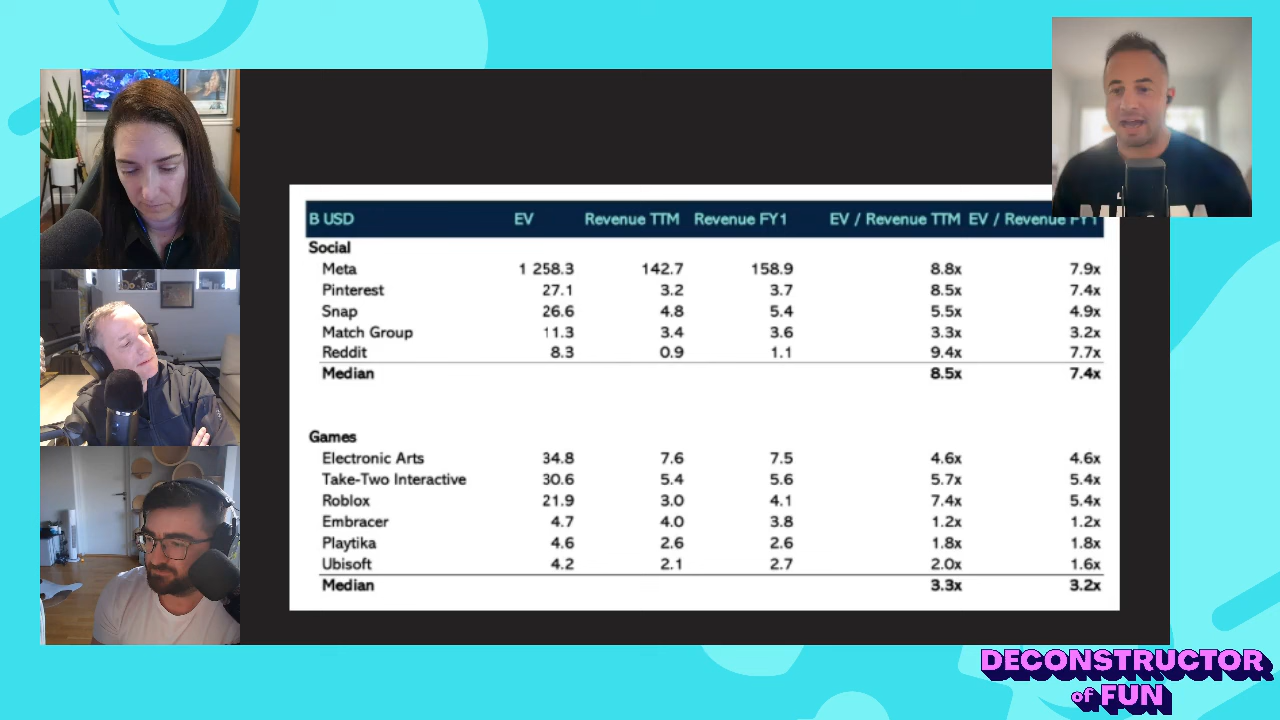 B USD EV Revenue TTM Revenue FY1 EV / Revenue TTM EV / Revenue FY1
Social
Meta 1 258.3 142.7 158.9 8.8x 7.9x
Pinterest 27.1 3.2 3.7 8.5x 7.4x
Snap 26.6 4.8 5.4 5.5x 4.9x
Match Group 11.3 3.4 3.6 3.3x 3.2x
Reddit 8.3 0.9 1.1 9.4x 7.7x
Median 8.5x 7.4x
Games
Electronic Arts 34.8 7.6 7.5 4.6x 4.6x
Take-Two Interactive 30.6 5.4 5.6 5.7x 5.4x
Roblox 21.9 3.0 4.1 7.4x 5.4x
Embracer 4.7 4.0 3.8 1.2x 1.2x
Playtika 4.6 2.6 2.6 1.8x 1.8x
Ubisoft 4.2 2.1 2.7 2.0x 1.6x
Median 3.3x 3.2x
DECONSTRUCTOR
of FUN